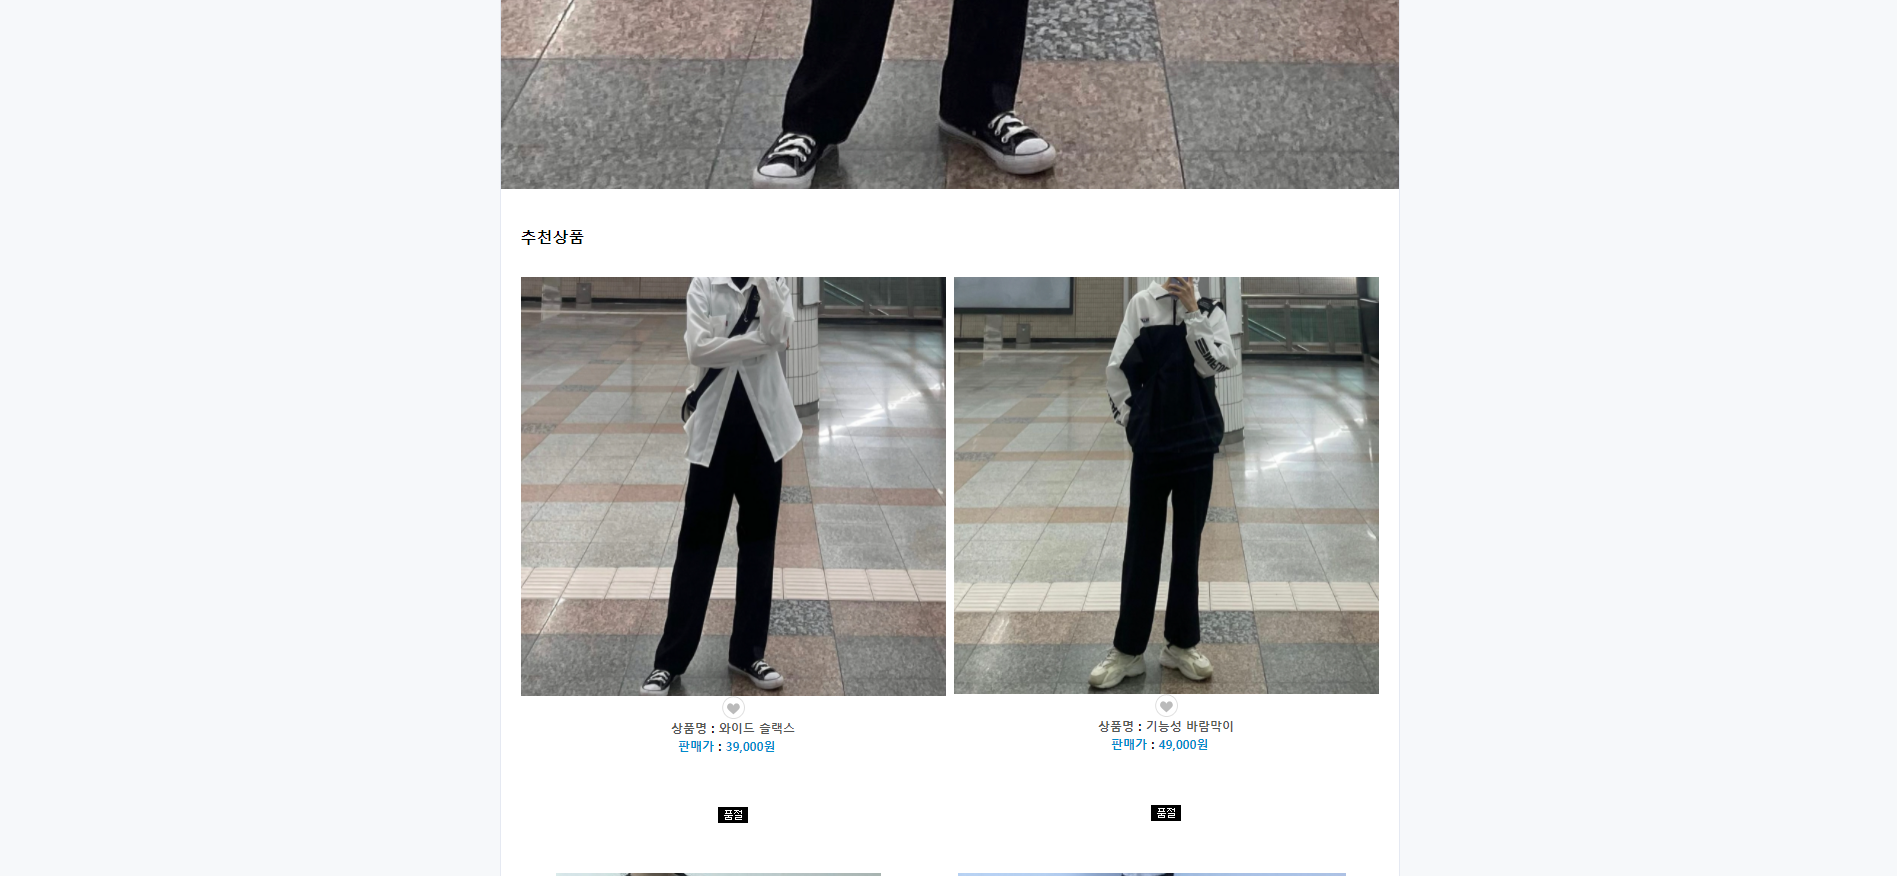 추천상품
상품명 : 와이드 슬랙스
판매가 : 39,000원
품절
상품명 : 기능성 바람막이
판매가 : 49,000원
품절